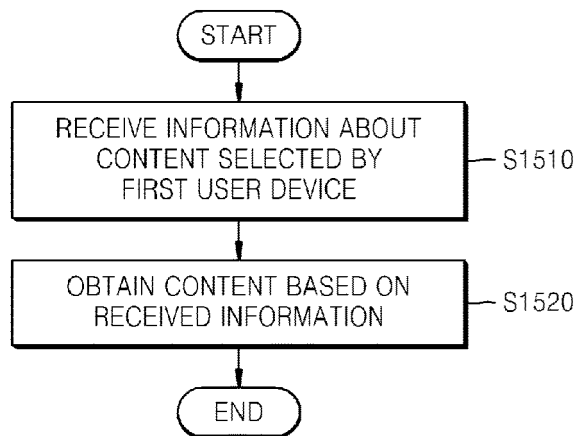 START
RECEIVE INFORMATION ABOUT
CONTENT SELECTED BY
FIRST USER DEVICE
S1510
OBTAIN CONTENT BASED ON
RECEIVED INFORMATION
S1520
END